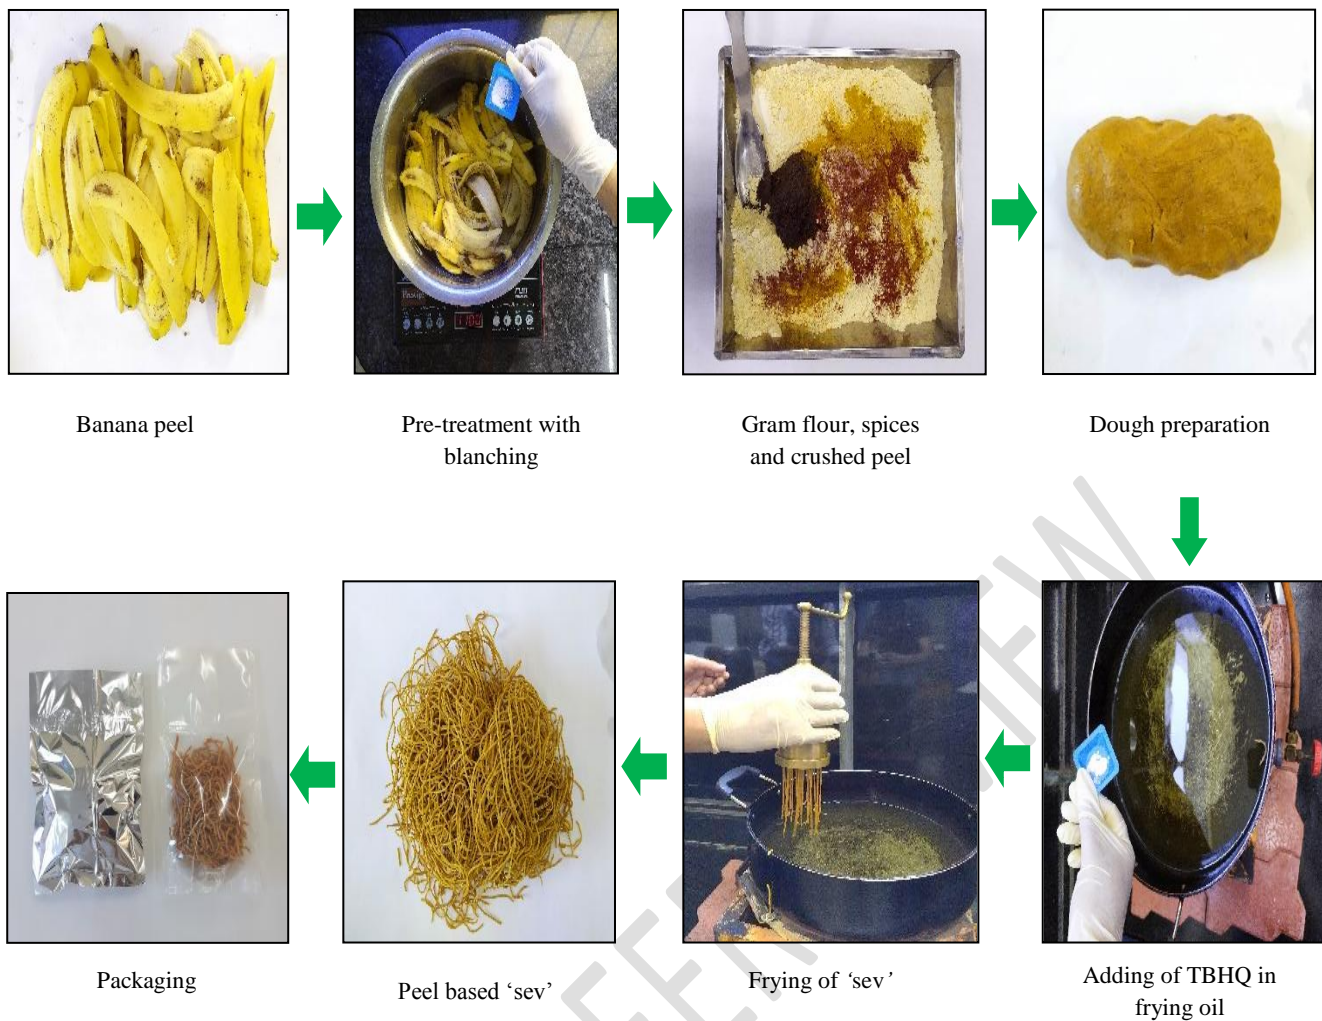 Banana peel
Pre-treatment with
blanching
Gram flour, spices
and crushed peel
Dough preparation
Packaging
Peel based ‘sev’
Frying of ‘sev’
Adding of TBHQ in
frying oil